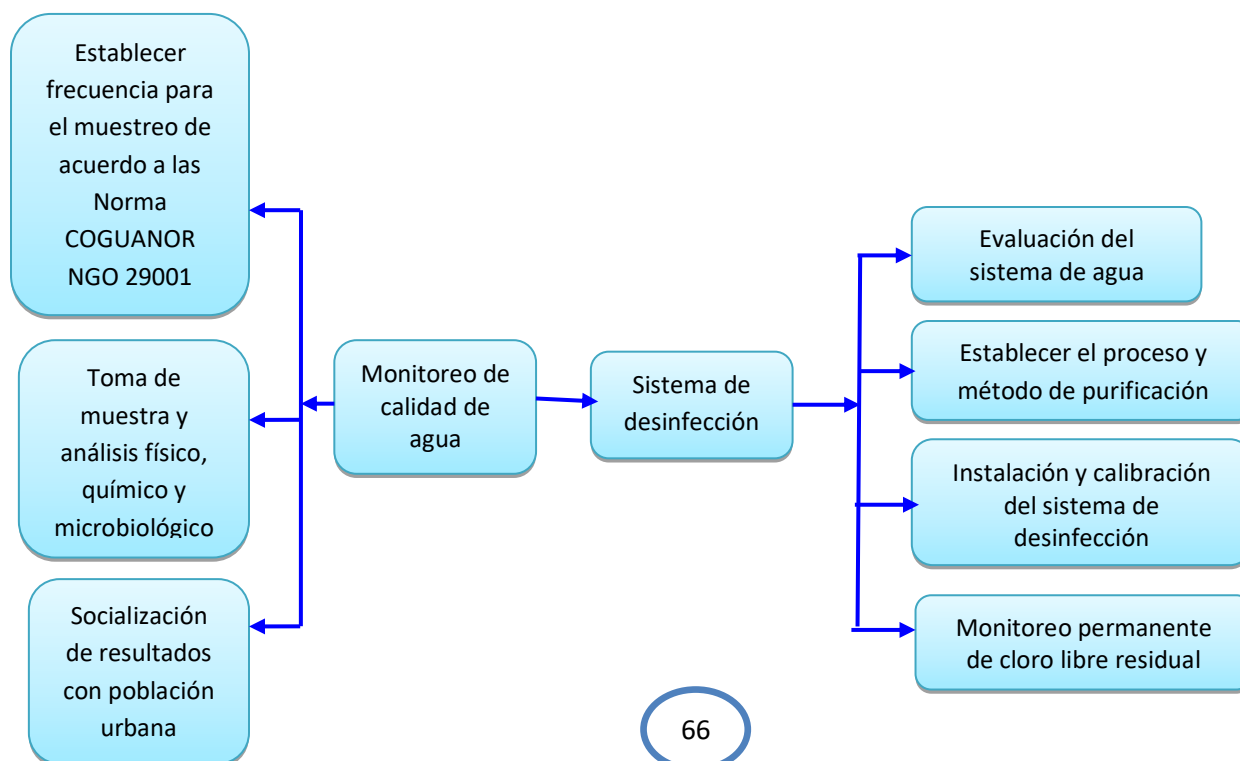 Establecer
frecuencia para
el muestreo de
acuerdo a las
Norma
COGUANOR
NGO 29001
Toma de
muestra y
análisis físico,
químico y
microbiológico
Socialización
de resultados
con población
urbana
Monitoreo de
calidad de
agua
Sistema de
desinfección
Evaluación del
sistema de agua
Establecer el proceso y
método de purificación
Instalación y calibración
del sistema de
desinfección
Monitoreo permanente
de cloro libre residual
66